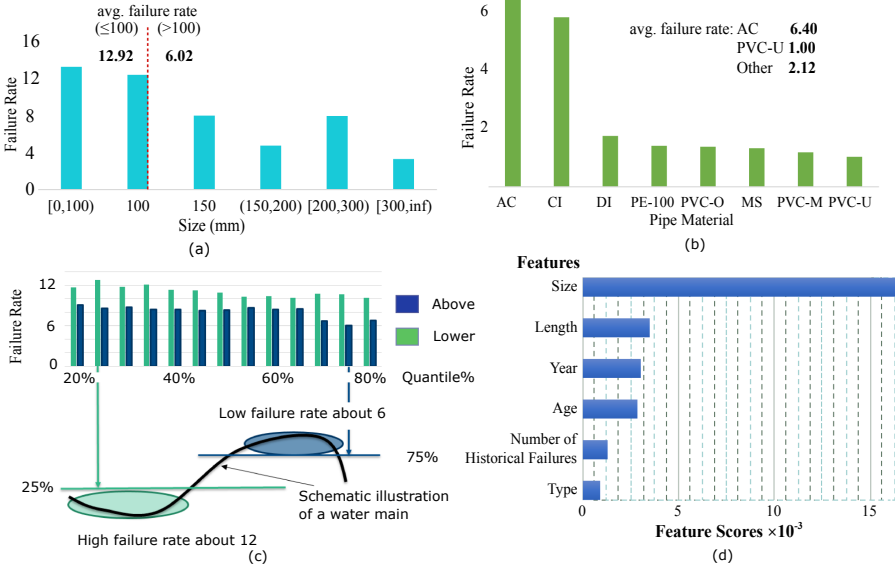 avg. failure rate
(≤100) (>100)
12.92 6.02
16
12
8
4
0
Failure Rate
[0,100) 100 150 (150,200) [200,300) [300,inf)
Size (mm)
(a)
6
4
2
Failure Rate
avg. failure rate: AC 6.40
PVC-U 1.00
Other 2.12
AC CI DI PE-100 PVC-O MS PVC-M PVC-U
Pipe Material
(b)
12
6
0
Failure Rate
Above
Lower
20% 40% 60% 80% Quantile%
Low failure rate about 6
75%
25%
Schematic illustration
of a water main
High failure rate about 12
(c)
Features
Size
Length
Year
Age
Number of
Historical Failures
Type
0 5 10 15
Feature Scores ×10⁻³
(d)